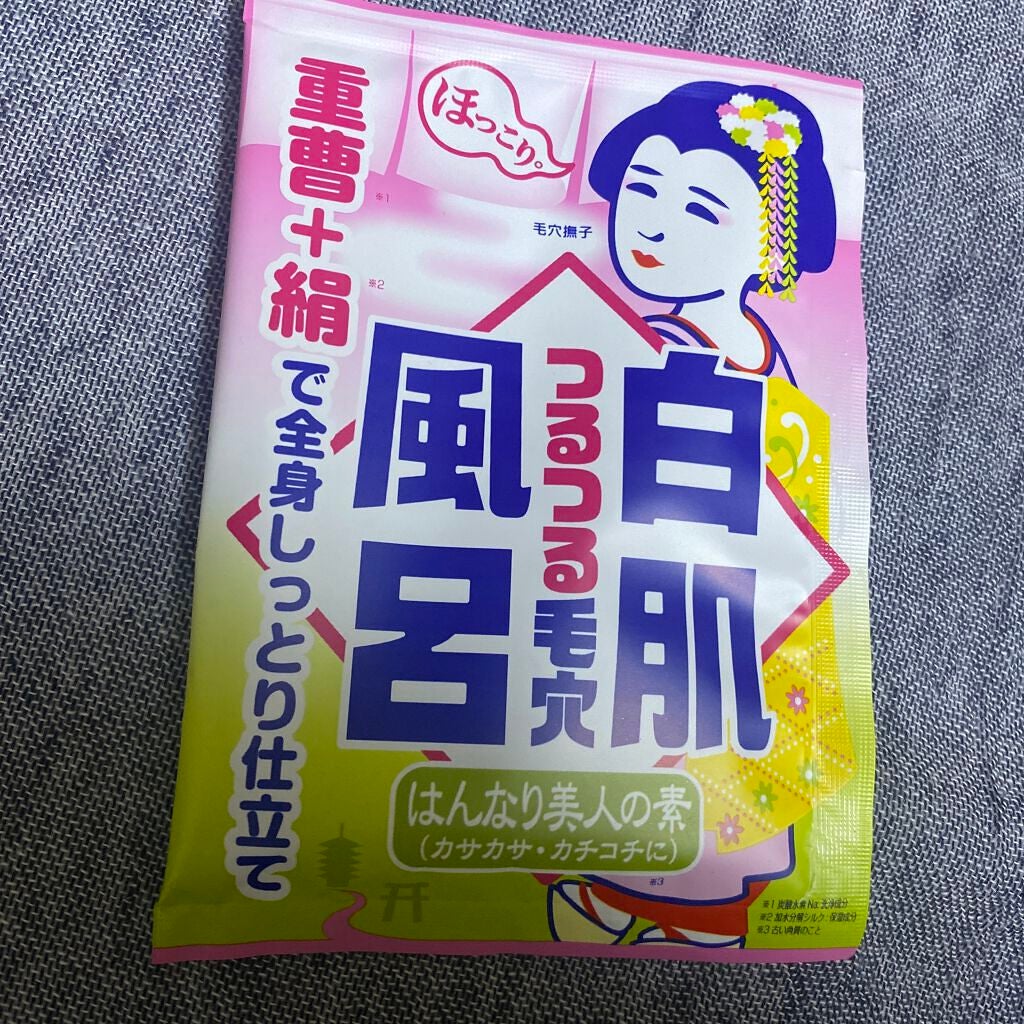 ほっこり。
毛穴撫子
白肌
つるつる毛穴
風呂
重曹+絹で全身しっとり仕立て
※1
※2
はんなり美人の素
(カサカサ・カチコチに)
※3
※1 炭酸水素Na:洗浄成分
※2 加水分解シルク:保湿成分
※3 古い角質のこと